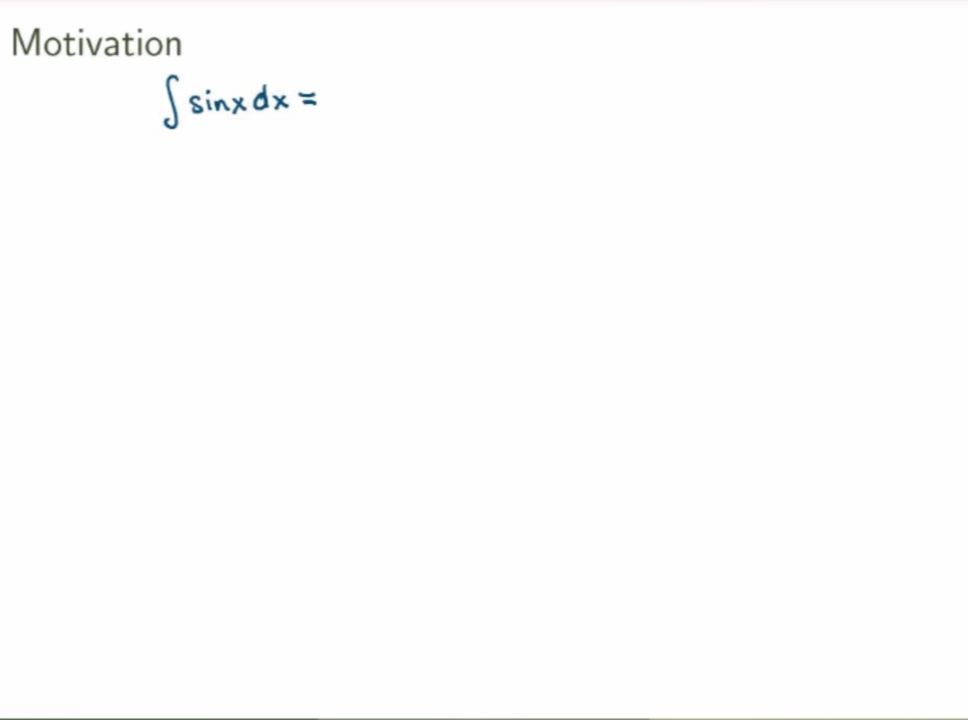 Motivation
∫ sinx dx =